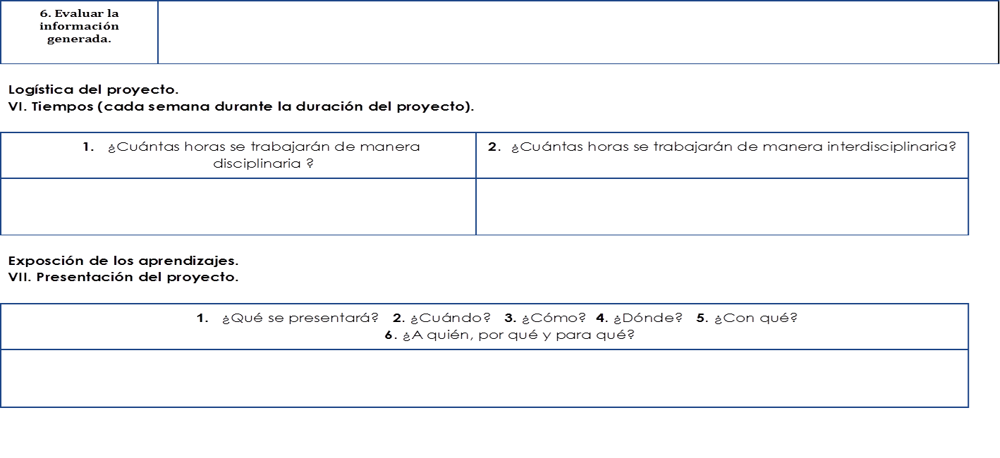 6. Evaluar la
información
generada.
Logística del proyecto.
VI. Tiempos (cada semana durante la duración del proyecto).
1. ¿Cuántas horas se trabajarán de manera
disciplinaria ?
2. ¿Cuántas horas se trabajarán de manera interdisciplinaria?
Exposción de los aprendizajes.
VII. Presentación del proyecto.
1. ¿Qué se presentará? 2. ¿Cuándo? 3. ¿Cómo? 4. ¿Dónde? 5. ¿Con qué?
6. ¿A quién, por qué y para qué?